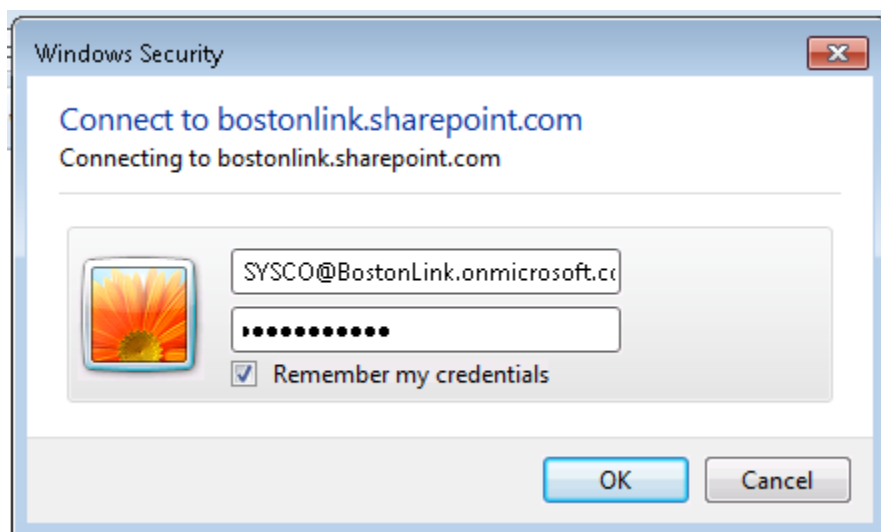 Windows Security
Connect to bostonlink.sharepoint.com
Connecting to bostonlink.sharepoint.com
SYSCO@BostonLink.onmicrosoft.c
Remember my credentials
OK
Cancel